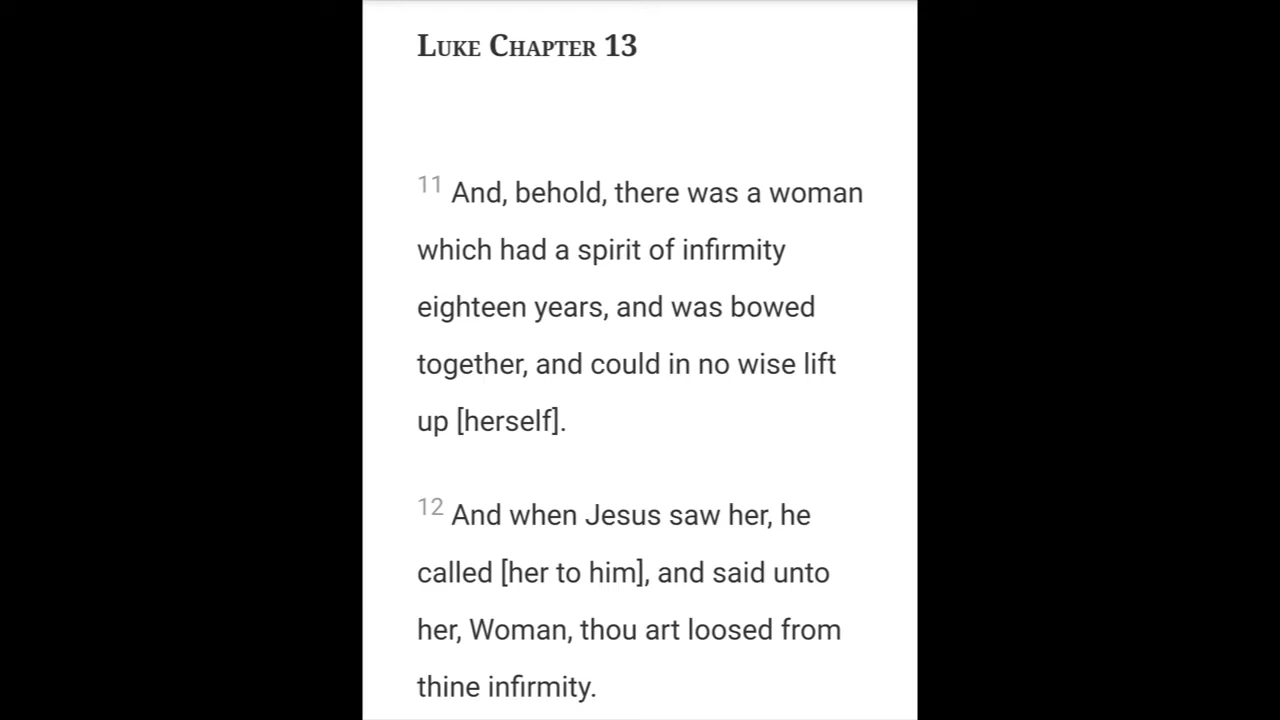 Luke Chapter 13
11 And, behold, there was a woman
which had a spirit of infirmity
eighteen years, and was bowed
together, and could in no wise lift
up [herself].
12 And when Jesus saw her, he
called [her to him], and said unto
her, Woman, thou art loosed from
thine infirmity.